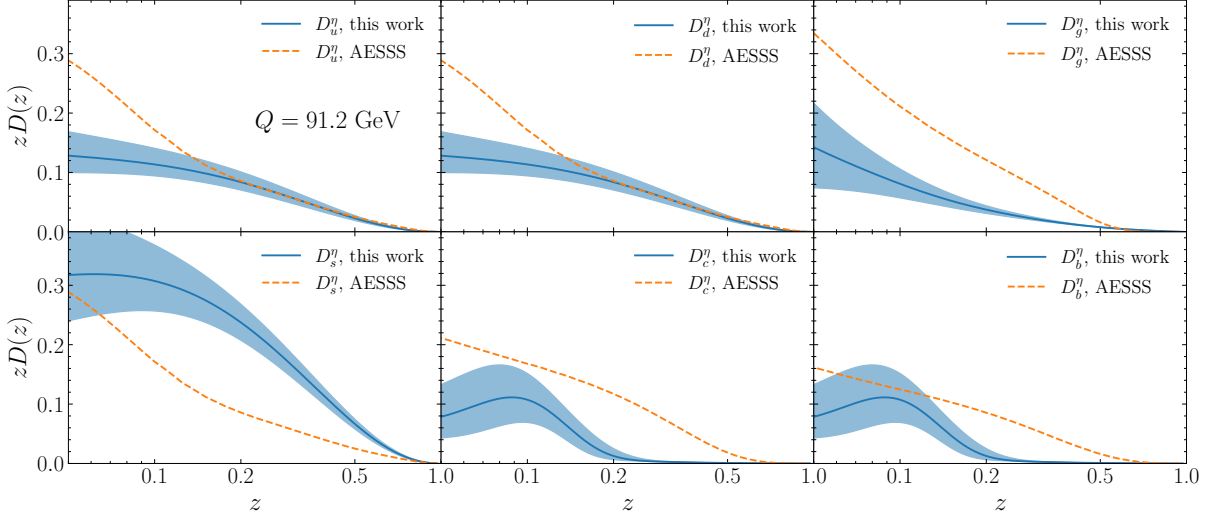 zD(z)
0.3
0.2
0.1
0.0
D_u^η, this work
D_u^η, AESSS
Q = 91.2 GeV
D_d^η, this work
D_d^η, AESSS
D_g^η, this work
D_g^η, AESSS
zD(z)
0.3
0.2
0.1
0.0
D_s^η, this work
D_s^η, AESSS
D_c^η, this work
D_c^η, AESSS
D_b^η, this work
D_b^η, AESSS
0.1 0.2 0.5 1.0 0.1 0.2 0.5 1.0 0.1 0.2 0.5 1.0
z z z